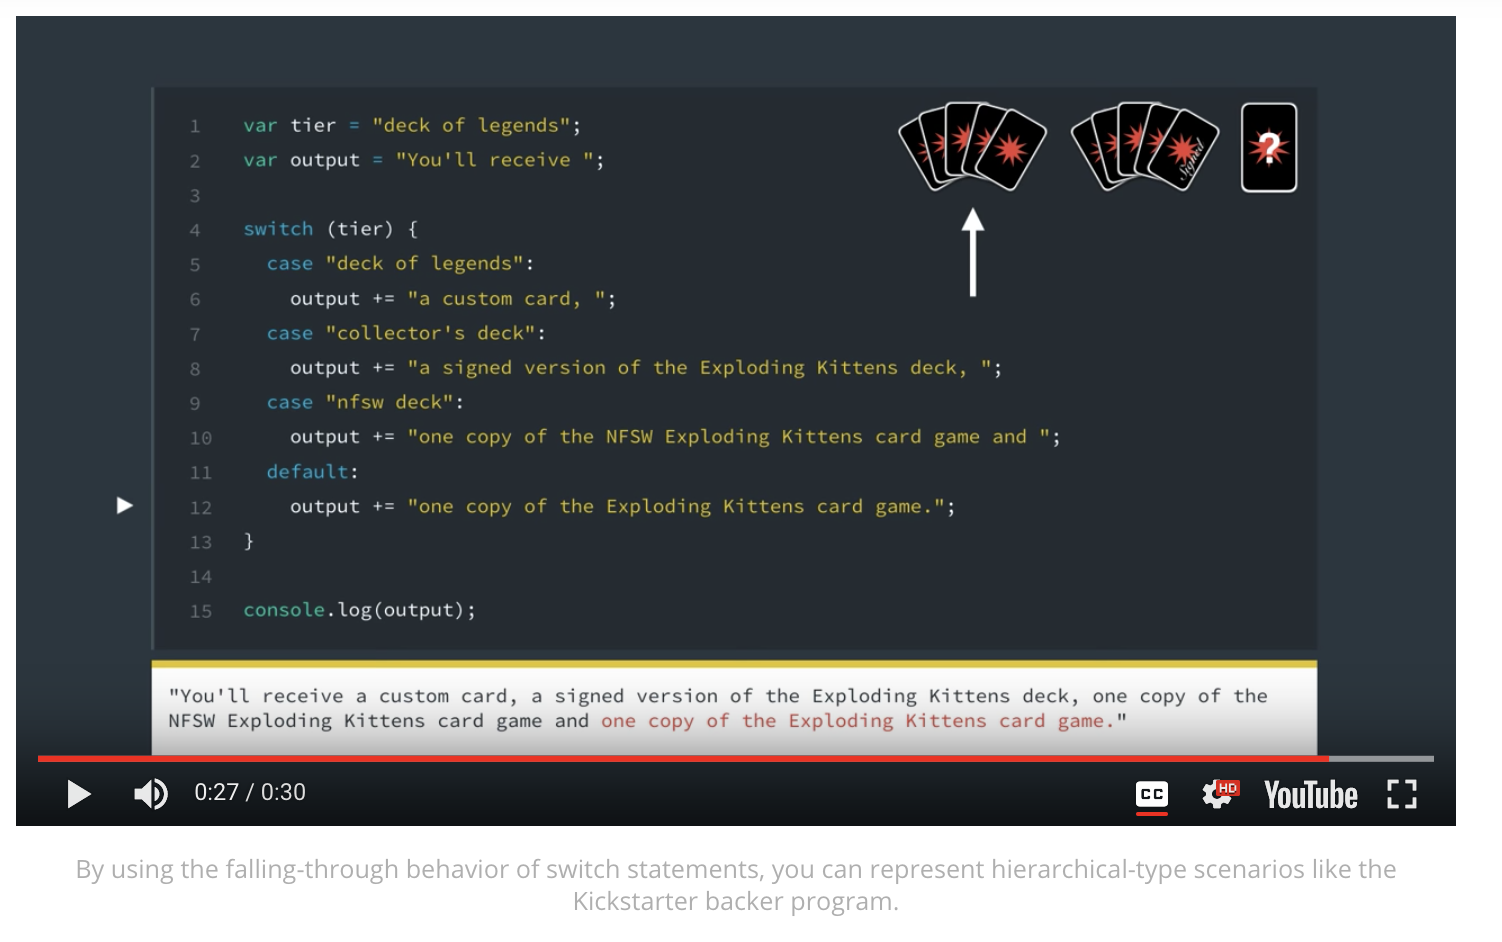 1 var tier = "deck of legends";
2 var output = "You'll receive ";
3
4 switch (tier) {
5 case "deck of legends":
6 output += "a custom card, ";
7 case "collector's deck":
8 output += "a signed version of the Exploding Kittens deck, ";
9 case "nfsw deck":
10 output += "one copy of the NFSW Exploding Kittens card game and ";
11 default:
12 output += "one copy of the Exploding Kittens card game.";
13 }
14
15 console.log(output);
Signed
?
"You'll receive a custom card, a signed version of the Exploding Kittens deck, one copy of the
NFSW Exploding Kittens card game and one copy of the Exploding Kittens card game."
0:27 / 0:30
CC
HD
YouTube
By using the falling-through behavior of switch statements, you can represent hierarchical-type scenarios like the
Kickstarter backer program.